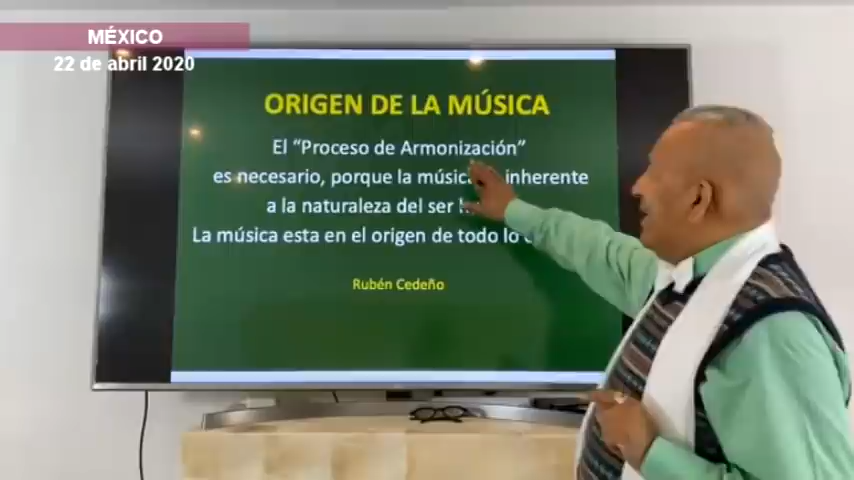 MÉXICO
22 de abril 2020
ORIGEN DE LA MÚSICA
El “Proceso de Armonización”
es necesario, porque la música inherente
a la naturaleza del ser
La música esta en el origen de todo lo
Rubén Cedeño